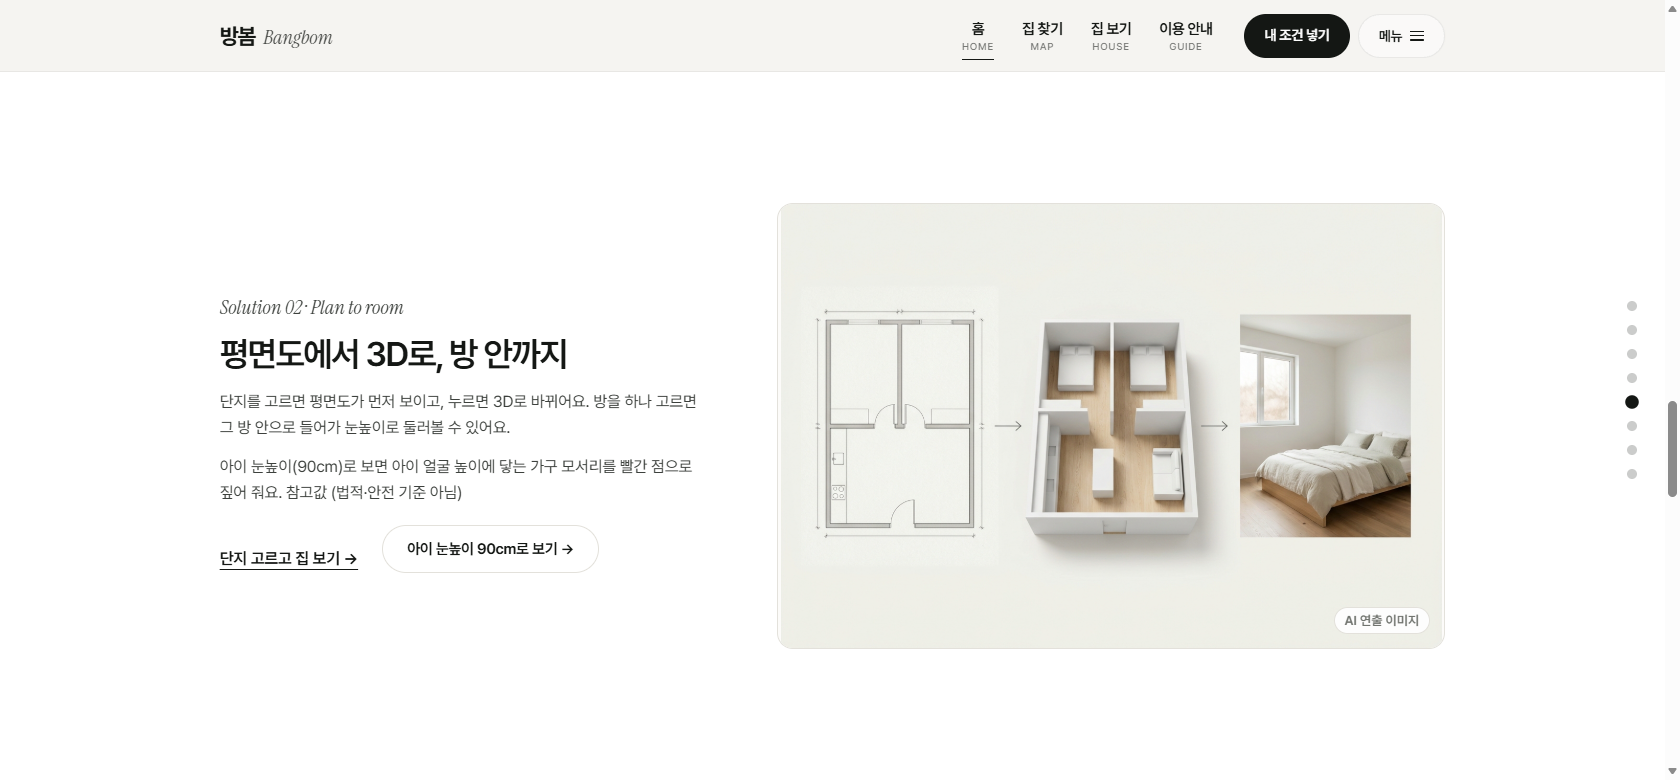 방봄 Bangbom
홈
HOME
집 찾기
MAP
집 보기
HOUSE
이용 안내
GUIDE
내 조건 넣기
메뉴
Solution 02 · Plan to room
평면도에서 3D로, 방 안까지
단지를 고르면 평면도가 먼저 보이고, 누르면 3D로 바뀌어요. 방을 하나 고르면
그 방 안으로 들어가 눈높이로 둘러볼 수 있어요.
아이 눈높이(90cm)로 보면 아이 얼굴 높이에 닿는 가구 모서리를 빨간 점으로
짚어 줘요. 참고값 (법적·안전 기준 아님)
단지 고르고 집 보기 →
아이 눈높이 90cm로 보기 →
AI 연출 이미지